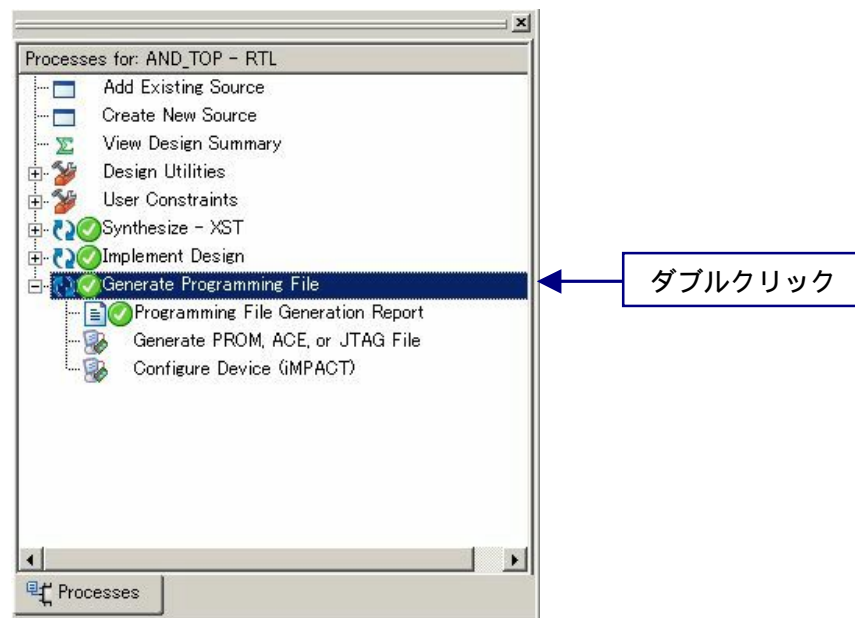 Processes for: AND_TOP - RTL
Add Existing Source
Create New Source
View Design Summary
Design Utilities
User Constraints
Synthesize - XST
Implement Design
Generate Programming File
ダブルクリック
Programming File Generation Report
Generate PROM, ACE, or JTAG File
Configure Device (iMPACT)
Processes